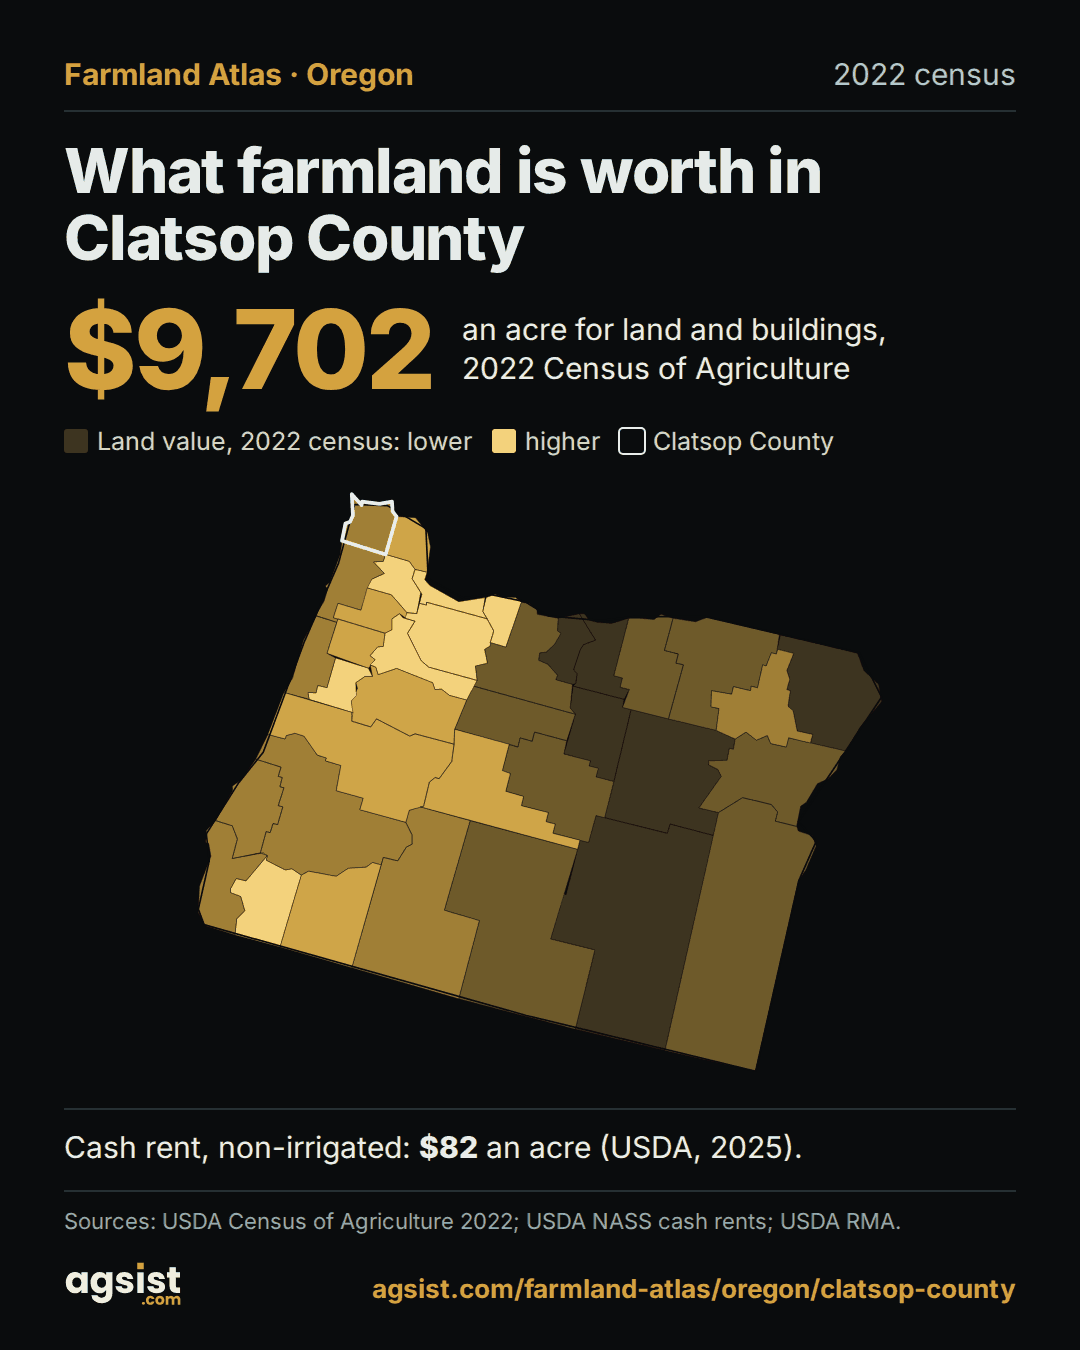 Farmland Atlas · Oregon
2022 census
What farmland is worth in
Clatsop County
$9,702
an acre for land and buildings,
2022 Census of Agriculture
Land value, 2022 census: lower higher Clatsop County
Cash rent, non-irrigated: $82 an acre (USDA, 2025).
Sources: USDA Census of Agriculture 2022; USDA NASS cash rents; USDA RMA.
agsist
.com
agsist.com/farmland-atlas/oregon/clatsop-county